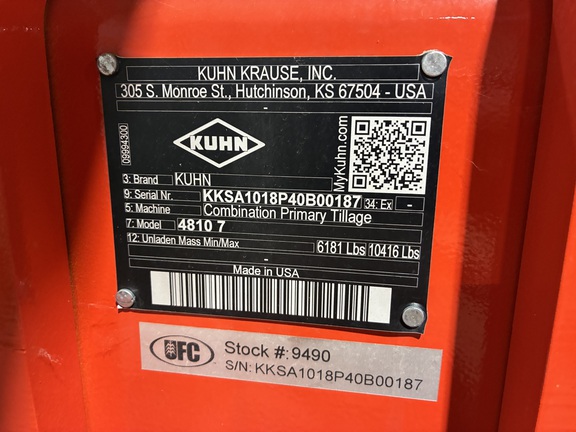 KUHN KRAUSE, INC.
305 S. Monroe St., Hutchinson, KS 67504 - USA
-
09994300
KUHN
MyKuhn.com
3: Brand KUHN
9: Serial Nr. KKSA1018P40B00187 34: Ex -
5: Machine Combination Primary Tillage
7: Model 4810 7
12: Unladen Mass Min/Max 6181 Lbs 10416 Lbs
-
Made in USA
UFC Stock #:9490
S/N: KKSA1018P40B00187